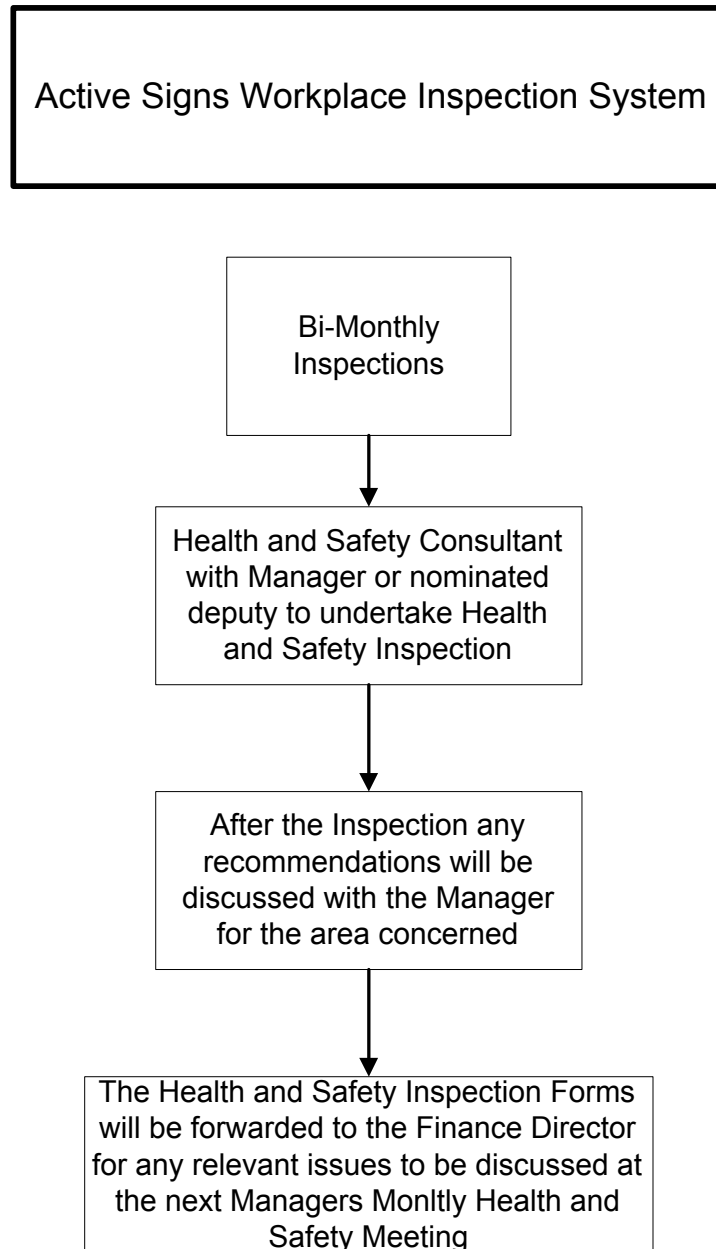 Active Signs Workplace Inspection System
Bi-Monthly
Inspections
Health and Safety Consultant
with Manager or nominated
deputy to undertake Health
and Safety Inspection
After the Inspection any
recommendations will be
discussed with the Manager
for the area concerned
The Health and Safety Inspection Forms
will be forwarded to the Finance Director
for any relevant issues to be discussed at
the next Managers Monltly Health and
Safety Meeting